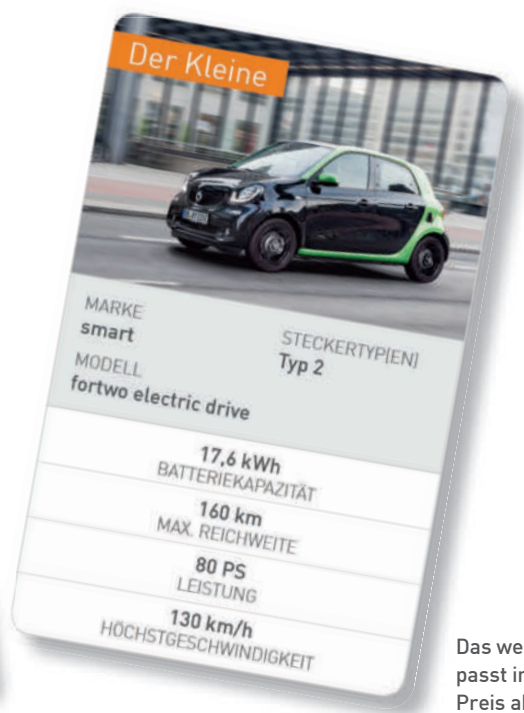 Der Kleine
MARKE
smart
STECKERTYP(EN)
Typ 2
MODELL
fortwo electric drive
17,6 kWh
BATTERIEKAPAZITÄT
160 km
MAX. REICHWEITE
80 PS
LEISTUNG
130 km/h
HÖCHSTGESCHWINDIGKEIT
Das we
passt in
Preis al